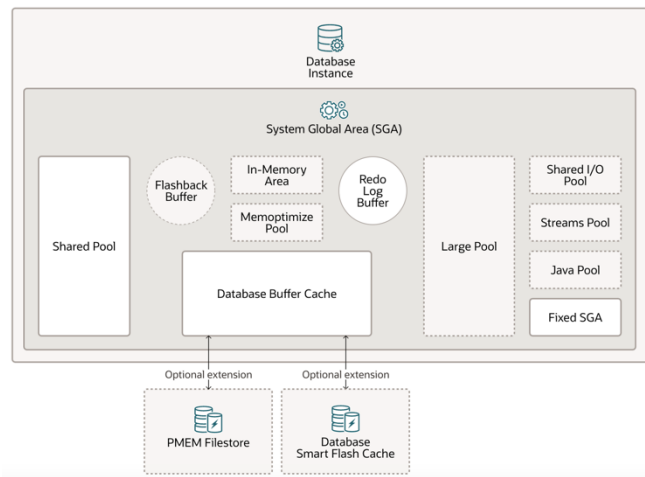 Database
Instance
System Global Area (SGA)
Shared Pool
Flashback
Buffer
In-Memory
Area
Memoptimize
Pool
Redo
Log
Buffer
Database Buffer Cache
Large Pool
Shared I/O
Pool
Streams Pool
Java Pool
Fixed SGA
Optional extension
Optional extension
PMEM Filestore
Database
Smart Flash Cache